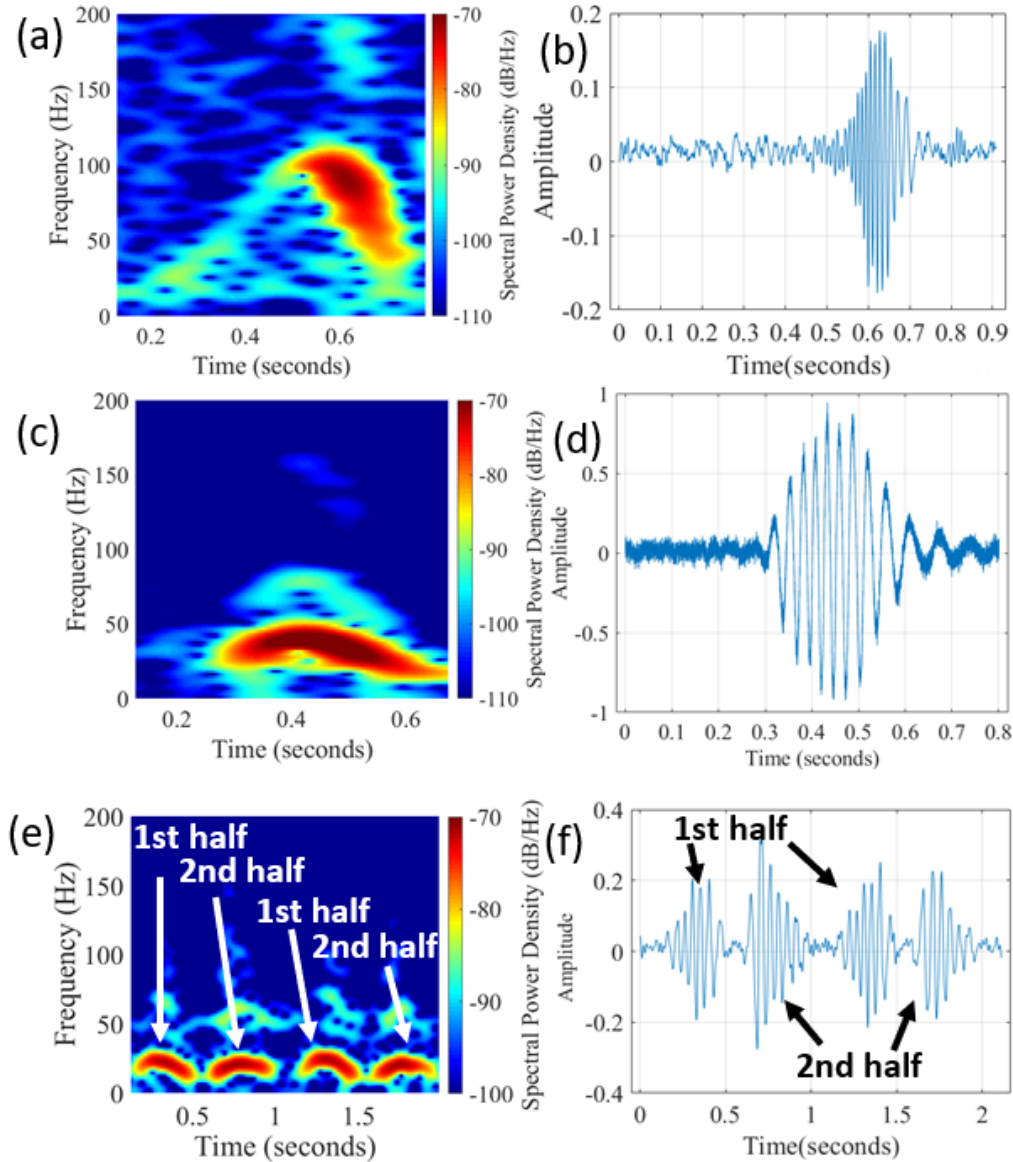 (a)
200
150
100
50
0
Frequency (Hz)
0.2
0.4
0.6
Time (seconds)
-70
-80
-90
-100
-110
Spectral Power Density (dB/Hz)
(b)
0.2
0.1
0
-0.1
-0.2
Amplitude
0 0.1 0.2 0.3 0.4 0.5 0.6 0.7 0.8 0.9
Time(seconds)
(c)
200
150
100
50
0
Frequency (Hz)
0.2
0.4
0.6
Time (seconds)
-70
-80
-90
-100
-110
Spectral Power Density (dB/Hz)
(d)
1
0.5
0
-0.5
-1
Amplitude
0 0.1 0.2 0.3 0.4 0.5 0.6 0.7 0.8
Time (seconds)
(e)
200
150
100
50
0
Frequency (Hz)
1st half
2nd half
1st half
2nd half
0.5
1
1.5
Time (seconds)
-70
-80
-90
-100
Spectral Power Density (dB/Hz)
(f)
0.4
0.2
0
-0.2
-0.4
Amplitude
1st half
2nd half
0 0.5 1 1.5 2
Time(seconds)